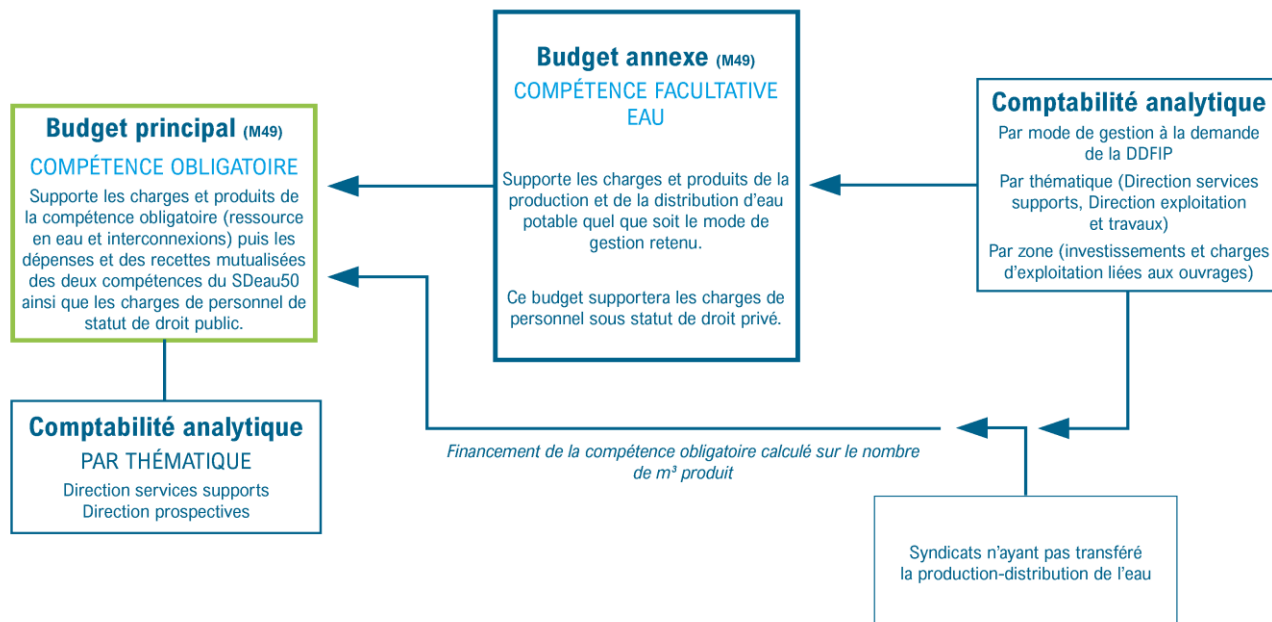 Budget principal (M49)
COMPÉTENCE OBLIGATOIRE
Supporte les charges et produits de
la compétence obligatoire (ressource
en eau et interconnexions) puis les
dépenses et des recettes mutualisées
des deux compétences du SDeau50
ainsi que les charges de personnel de
statut de droit public.
Comptabilité analytique
PAR THÉMATIQUE
Direction services supports
Direction prospectives
Budget annexe (M49)
COMPÉTENCE FACULTATIVE
EAU
Supporte les charges et produits de la
production et de la distribution d’eau
potable quel que soit le mode de
gestion retenu.
Ce budget supportera les charges de
personnel sous statut de droit privé.
Comptabilité analytique
Par mode de gestion à la demande
de la DDFIP
Par thématique (Direction services
supports, Direction exploitation
et travaux)
Par zone (investissements et charges
d’exploitation liées aux ouvrages)
Financement de la compétence obligatoire calculé sur le nombre
de m³ produit
Syndicats n’ayant pas transféré
la production-distribution de l’eau